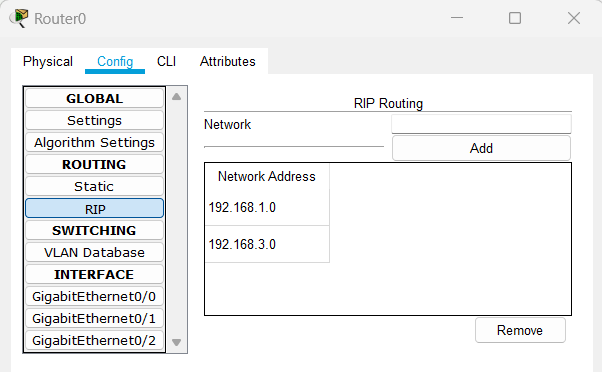 Router0
Physical Config CLI Attributes
GLOBAL
Settings
Algorithm Settings
ROUTING
Static
RIP
SWITCHING
VLAN Database
INTERFACE
GigabitEthernet0/0
GigabitEthernet0/1
GigabitEthernet0/2
RIP Routing
Network
Add
Network Address
192.168.1.0
192.168.3.0
Remove